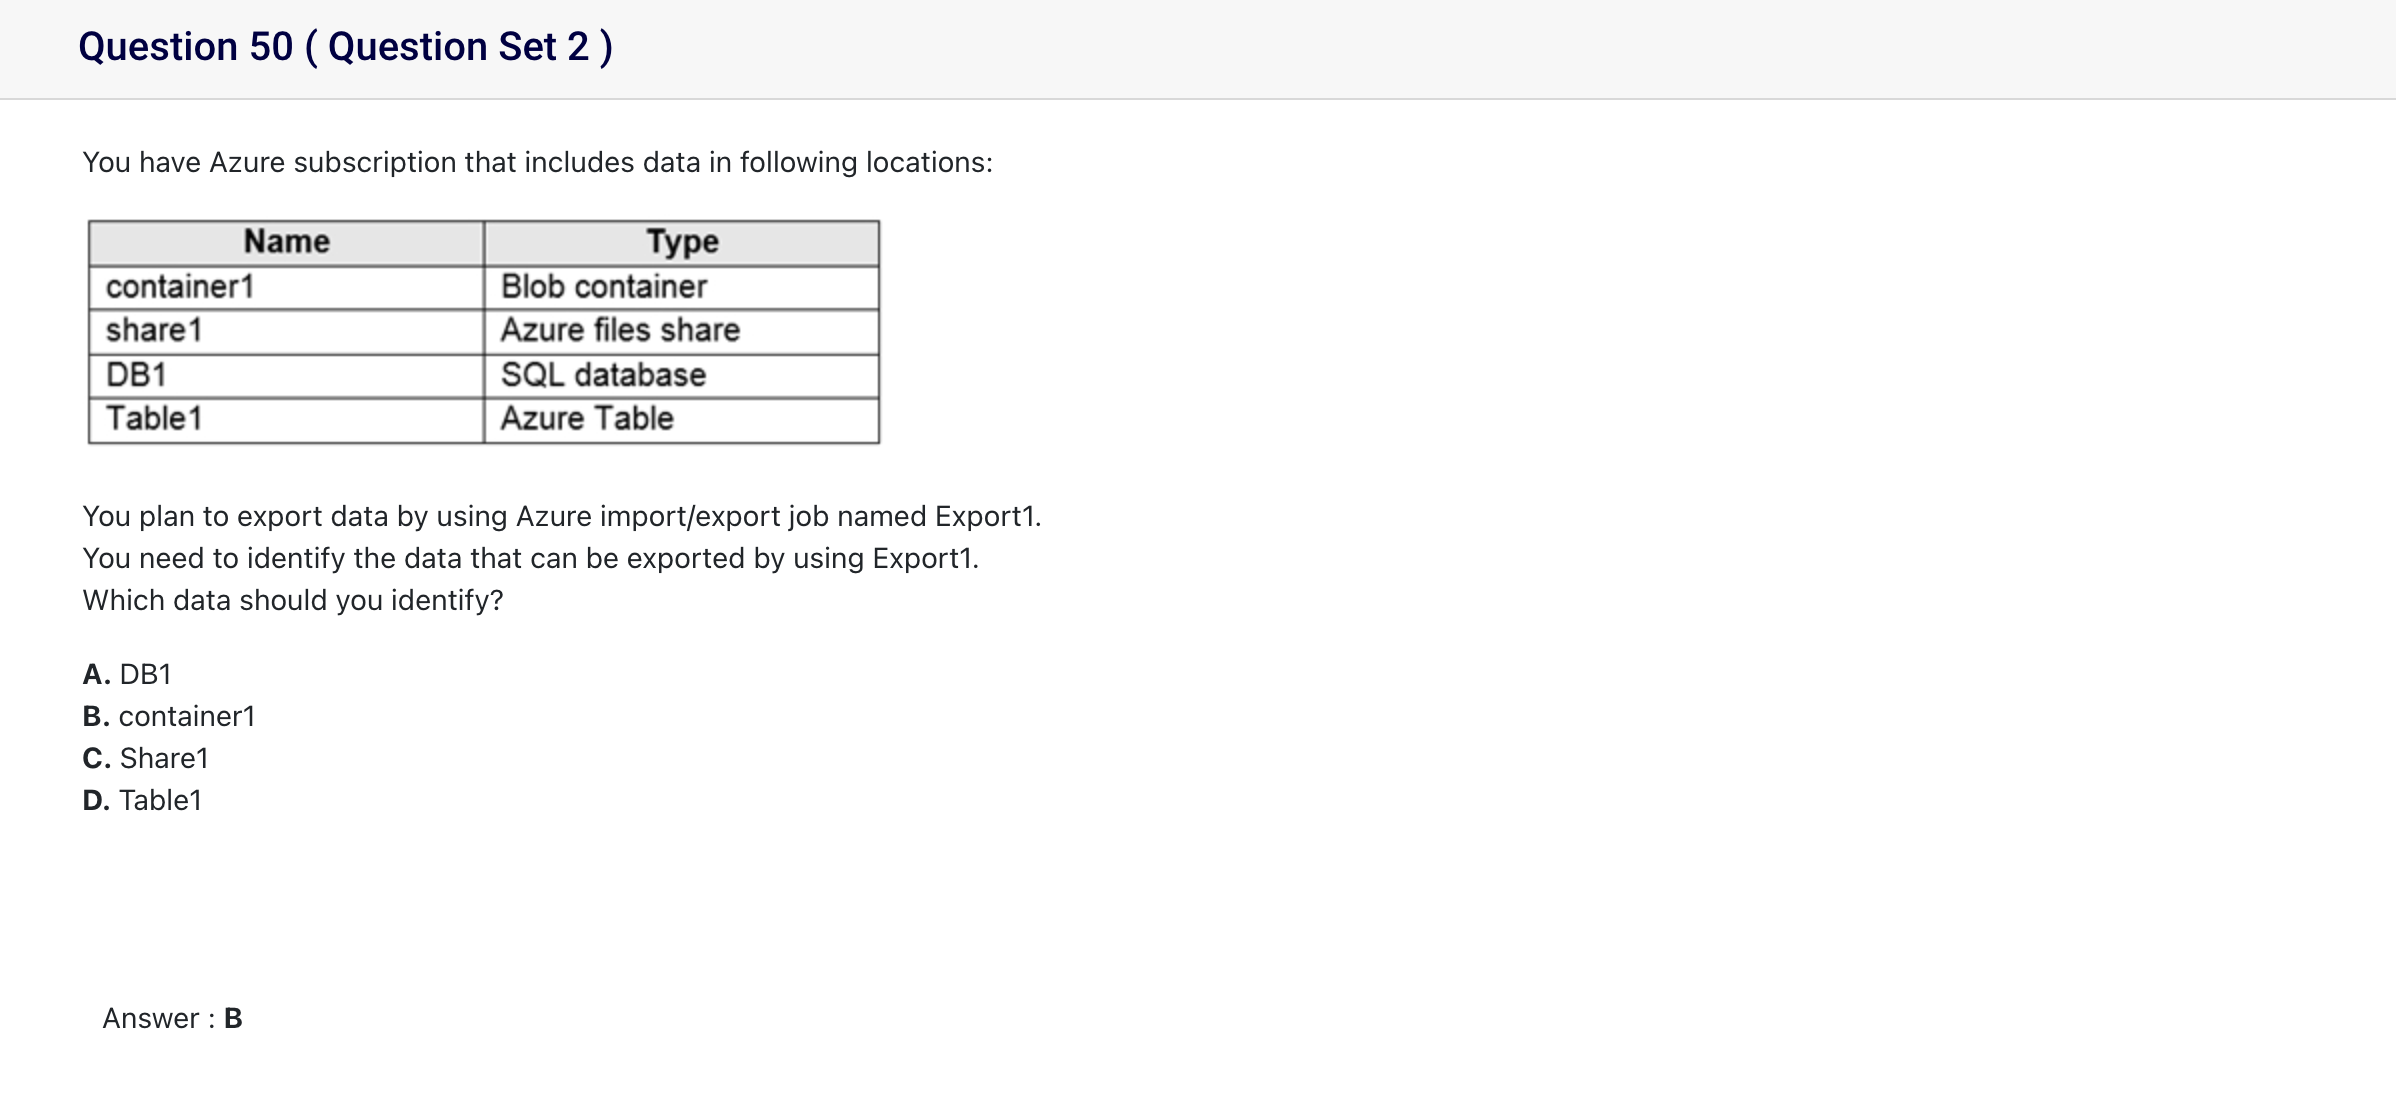 Question 50 ( Question Set 2 )
You have Azure subscription that includes data in following locations:
Name Type
container1 Blob container
share1 Azure files share
DB1 SQL database
Table1 Azure Table
You plan to export data by using Azure import/export job named Export1.
You need to identify the data that can be exported by using Export1.
Which data should you identify?
A. DB1
B. container1
C. Share1
D. Table1
Answer : B